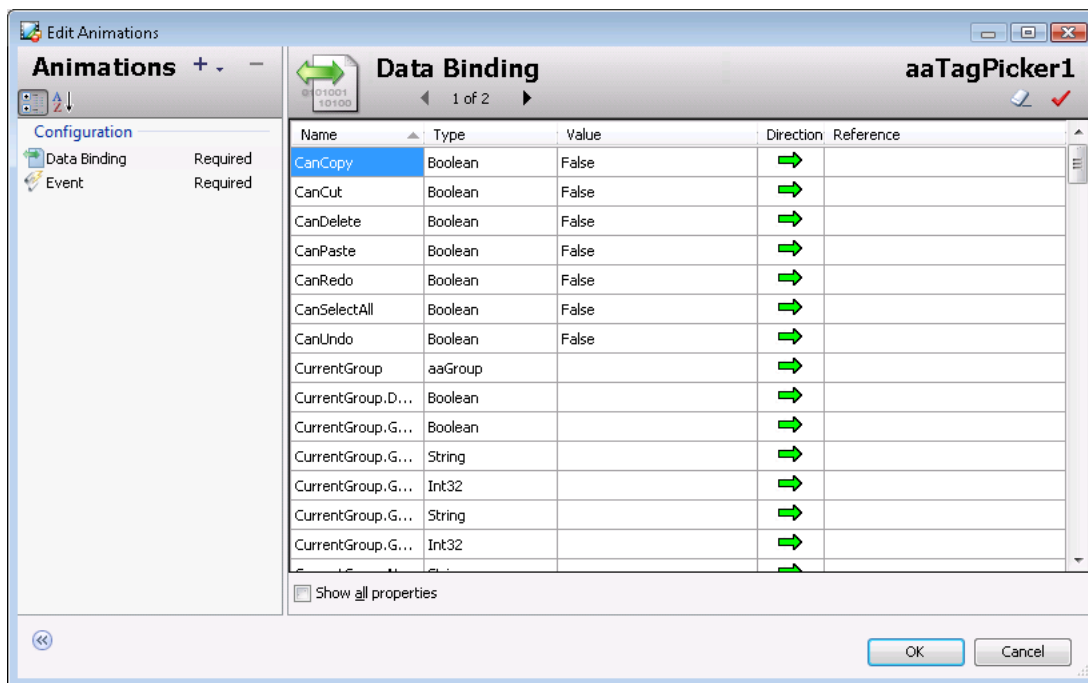 Edit Animations
Animations
Data Binding
aaTagPicker1
1 of 2
Configuration
Data Binding Required
Event Required
Name Type Value Direction Reference
CanCopy Boolean False
CanCut Boolean False
CanDelete Boolean False
CanPaste Boolean False
CanRedo Boolean False
CanSelectAll Boolean False
CanUndo Boolean False
CurrentGroup aaGroup
CurrentGroup.D... Boolean
CurrentGroup.G... Boolean
CurrentGroup.G... String
CurrentGroup.G... Int32
CurrentGroup.G... String
CurrentGroup.G... Int32
Show all properties
OK Cancel